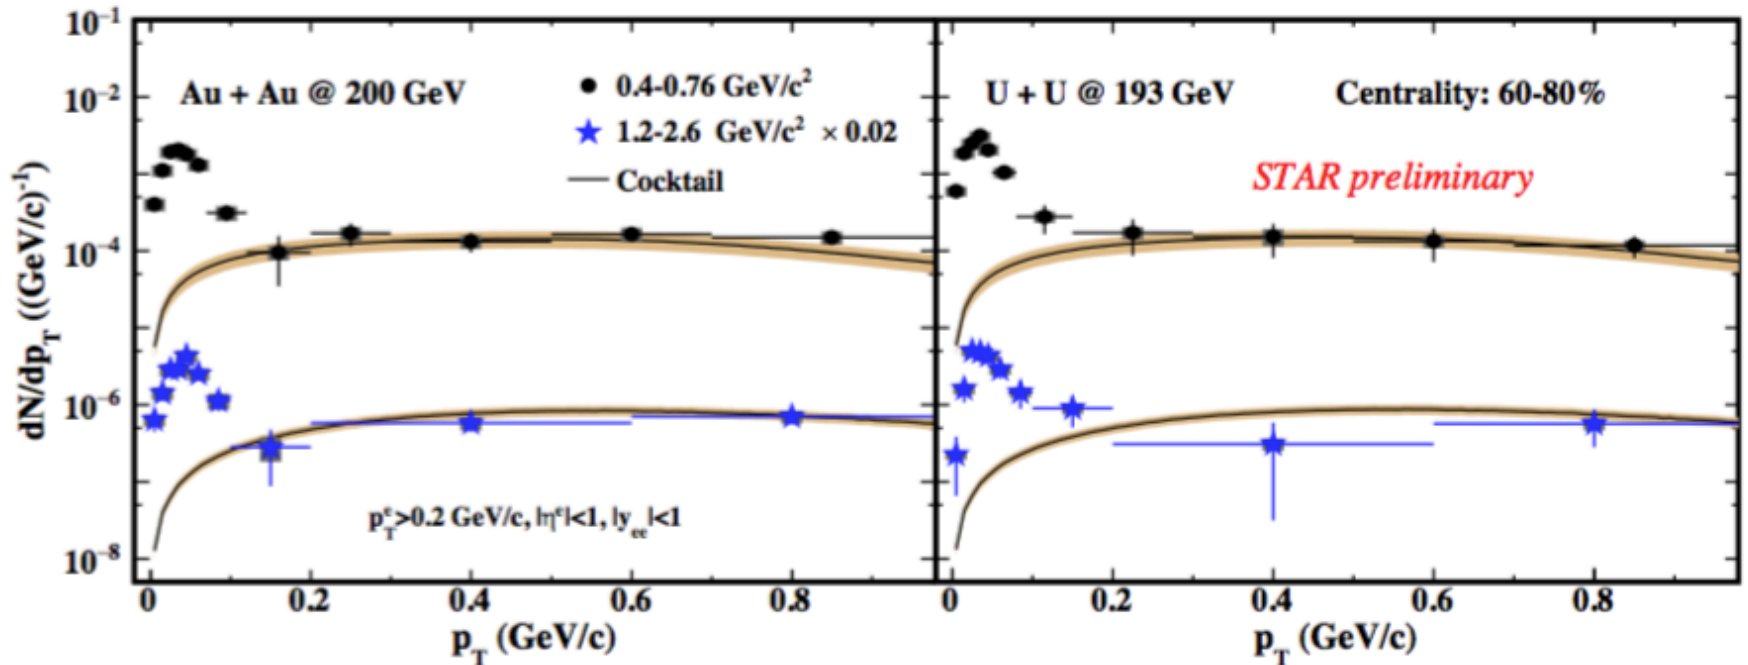 10⁻¹
10⁻²
10⁻⁴
10⁻⁶
10⁻⁸
dN/dp_T ((GeV/c)⁻¹)
Au + Au @ 200 GeV
0.4-0.76 GeV/c²
1.2-2.6 GeV/c² × 0.02
Cocktail
p_T^e>0.2 GeV/c, |η^e|<1, |y_ee|<1
0 0.2 0.4 0.6 0.8
p_T (GeV/c)
U + U @ 193 GeV
Centrality: 60-80%
STAR preliminary
0 0.2 0.4 0.6 0.8
p_T (GeV/c)